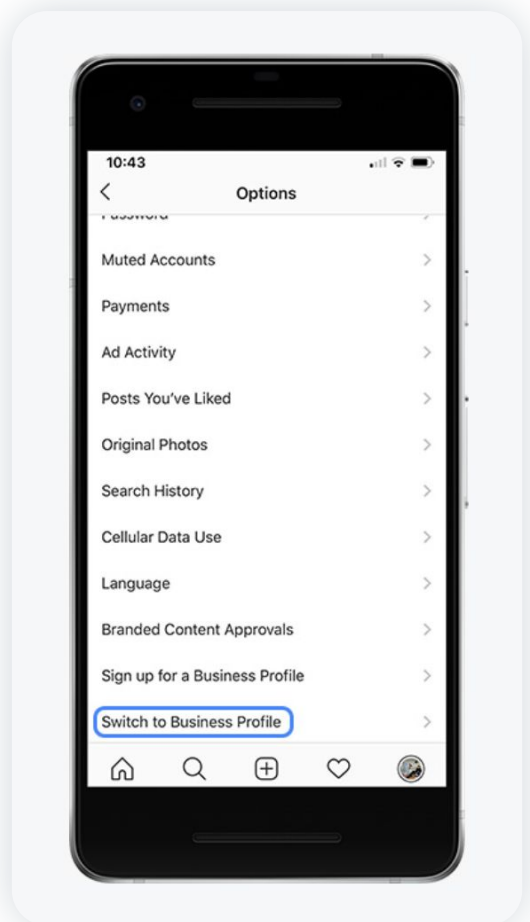 10:43
Options
Password
Muted Accounts
Payments
Ad Activity
Posts You've Liked
Original Photos
Search History
Cellular Data Use
Language
Branded Content Approvals
Sign up for a Business Profile
Switch to Business Profile